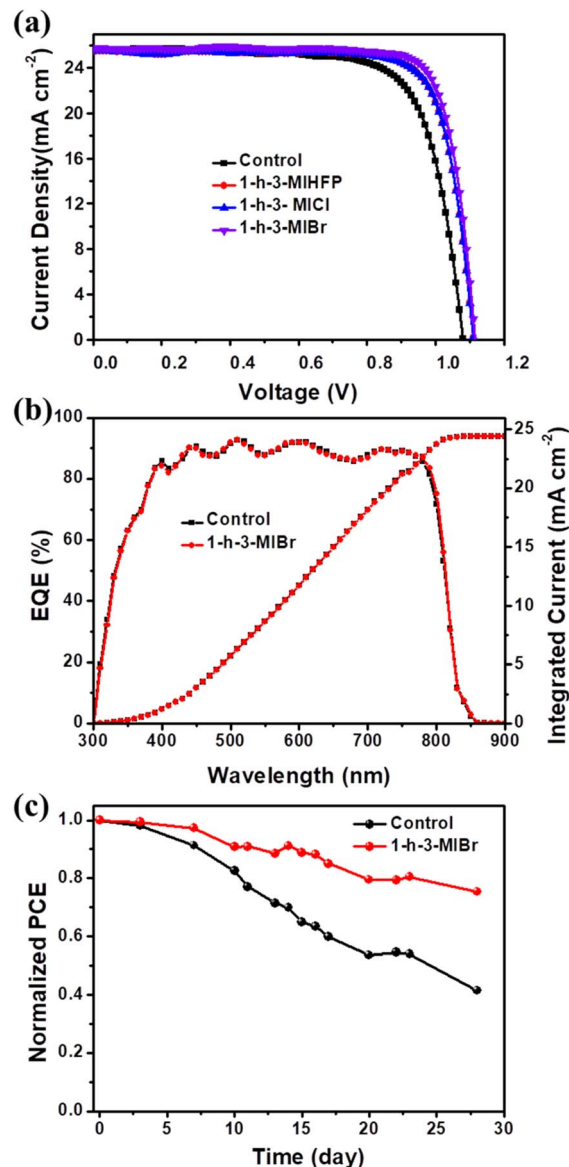 (a)
Current Density(mA cm-2)
24
20
16
12
8
4
0
Control
1-h-3-MIHFP
1-h-3- MICl
1-h-3-MIBr
0.0 0.2 0.4 0.6 0.8 1.0 1.2
Voltage (V)
(b)
EQE (%)
100
80
60
40
20
0
Control
1-h-3-MIBr
25
20
15
10
5
0
Integrated Current (mA cm-2)
300 400 500 600 700 800 900
Wavelength (nm)
(c)
Normalized PCE
1.0
0.8
0.6
0.4
0.2
0.0
Control
1-h-3-MIBr
0 5 10 15 20 25 30
Time (day)